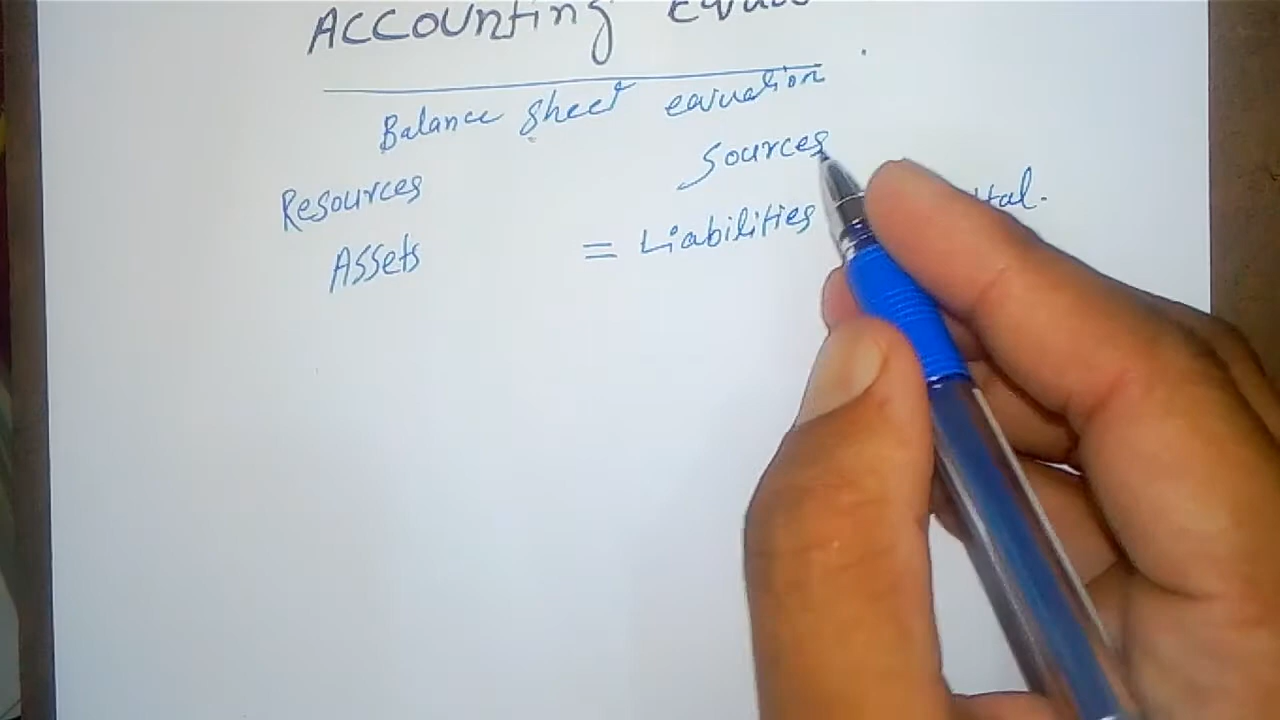 Accounting
Balance sheet equation
Resources Sources
Assets = Liabilities